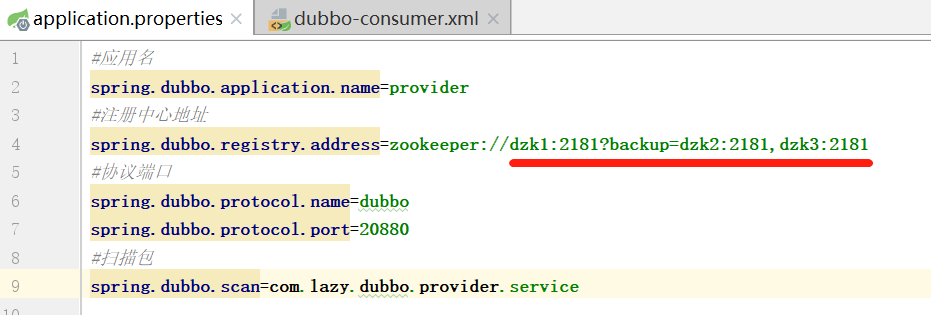 application.properties dubbo-consumer.xml
1 #应用名
2 spring.dubbo.application.name=provider
3 #注册中心地址
4 spring.dubbo.registry.address=zookeeper://dzk1:2181?backup=dzk2:2181,dzk3:2181
5 #协议端口
6 spring.dubbo.protocol.name=dubbo
7 spring.dubbo.protocol.port=20880
8 #扫描包
9 spring.dubbo.scan=com.lazy.dubbo.provider.service
10